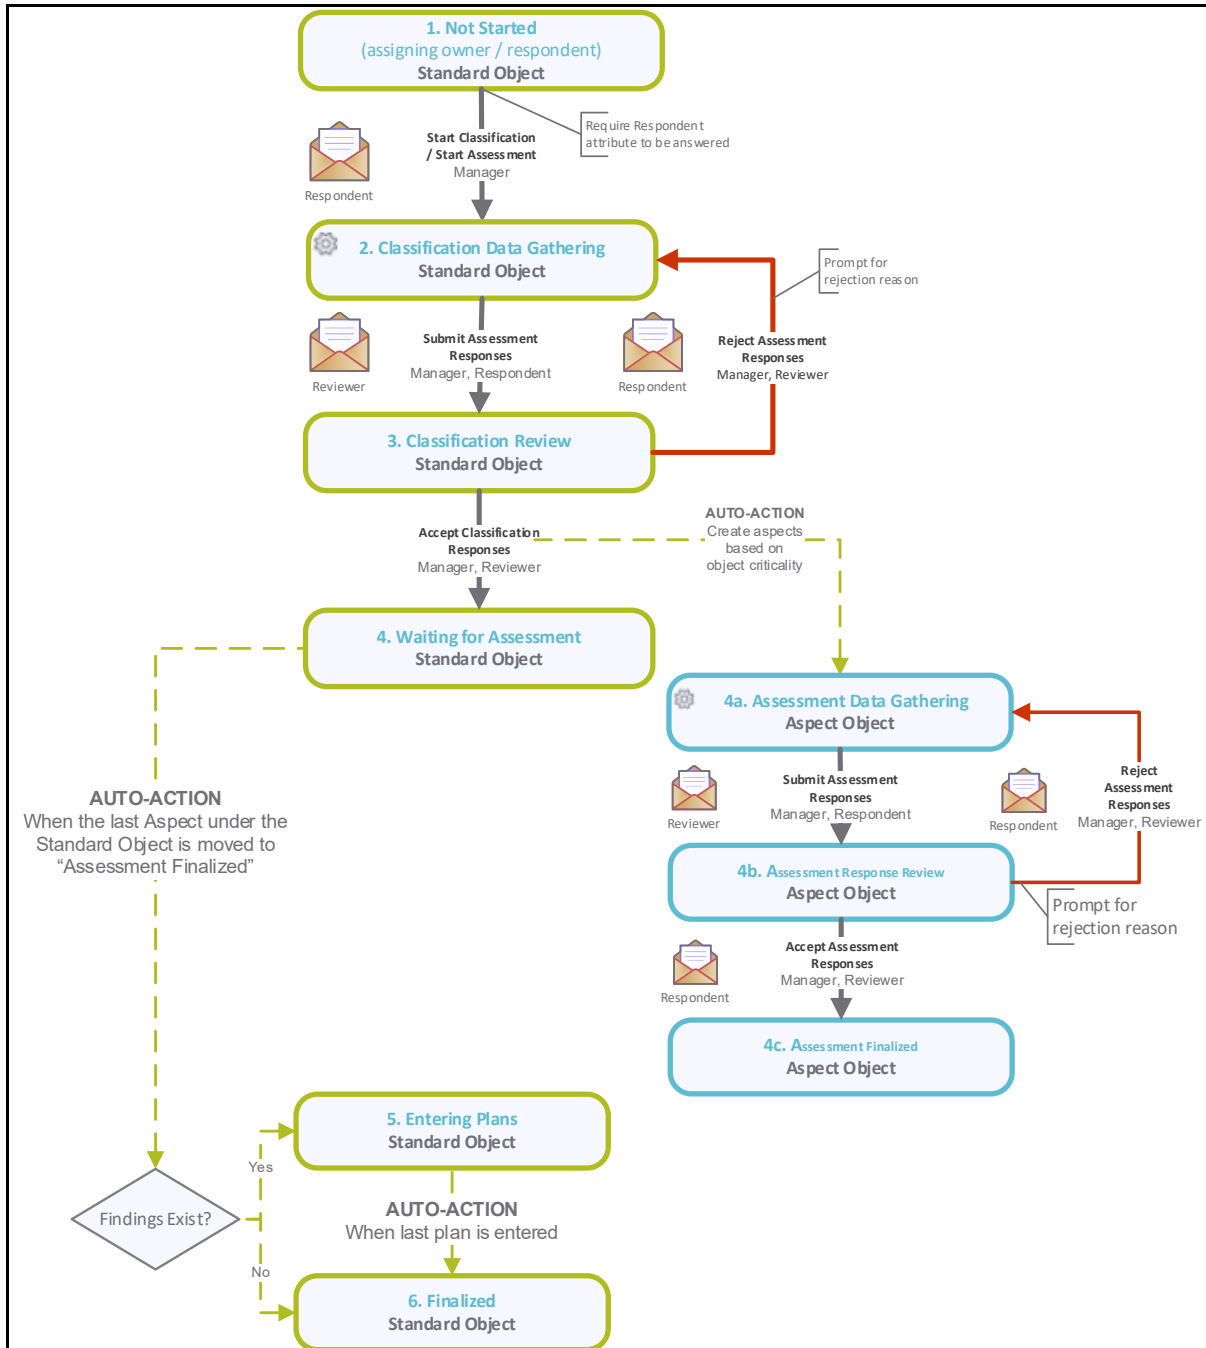 1. Not Started
(assigning owner / respondent)
Standard Object
Require Respondent
attribute to be answered
Start Classification
/ Start Assessment
Manager
Respondent
2. Classification Data Gathering
Standard Object
Prompt for
rejection reason
Submit Assessment
Responses
Manager, Respondent
Reviewer
Respondent
Reject Assessment
Responses
Manager, Reviewer
3. Classification Review
Standard Object
Accept Classification
Responses
Manager, Reviewer
AUTO-ACTION
Create aspects
based on
object criticality
4. Waiting for Assessment
Standard Object
4a. Assessment Data Gathering
Aspect Object
AUTO-ACTION
When the last Aspect under the
Standard Object is moved to
“Assessment Finalized”
Submit Assessment
Responses
Manager, Respondent
Reviewer
Respondent
Reject
Assessment
Responses
Manager, Reviewer
4b. Assessment Response Review
Aspect Object
Prompt for
rejection reason
Accept Assessment
Responses
Manager, Reviewer
Respondent
4c. Assessment Finalized
Aspect Object
5. Entering Plans
Standard Object
Yes
Findings Exist?
AUTO-ACTION
When last plan is entered
No
6. Finalized
Standard Object